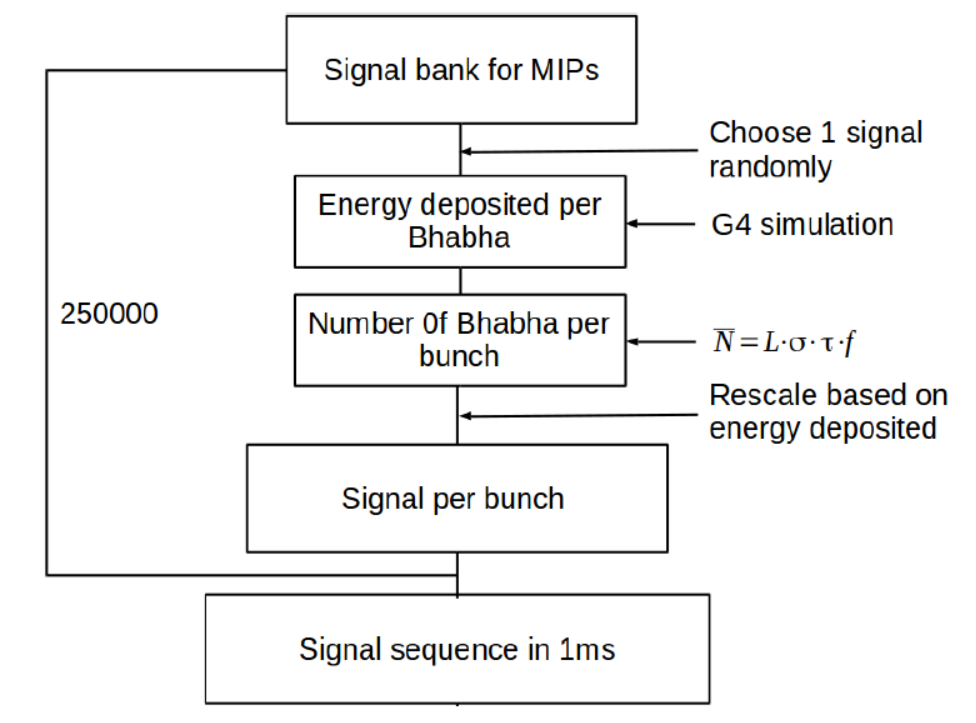 Signal bank for MIPs
Choose 1 signal
randomly
Energy deposited per
Bhabha
G4 simulation
250000
Number 0f Bhabha per
bunch
N̅ = L·σ·τ·f
Rescale based on
energy deposited
Signal per bunch
Signal sequence in 1ms